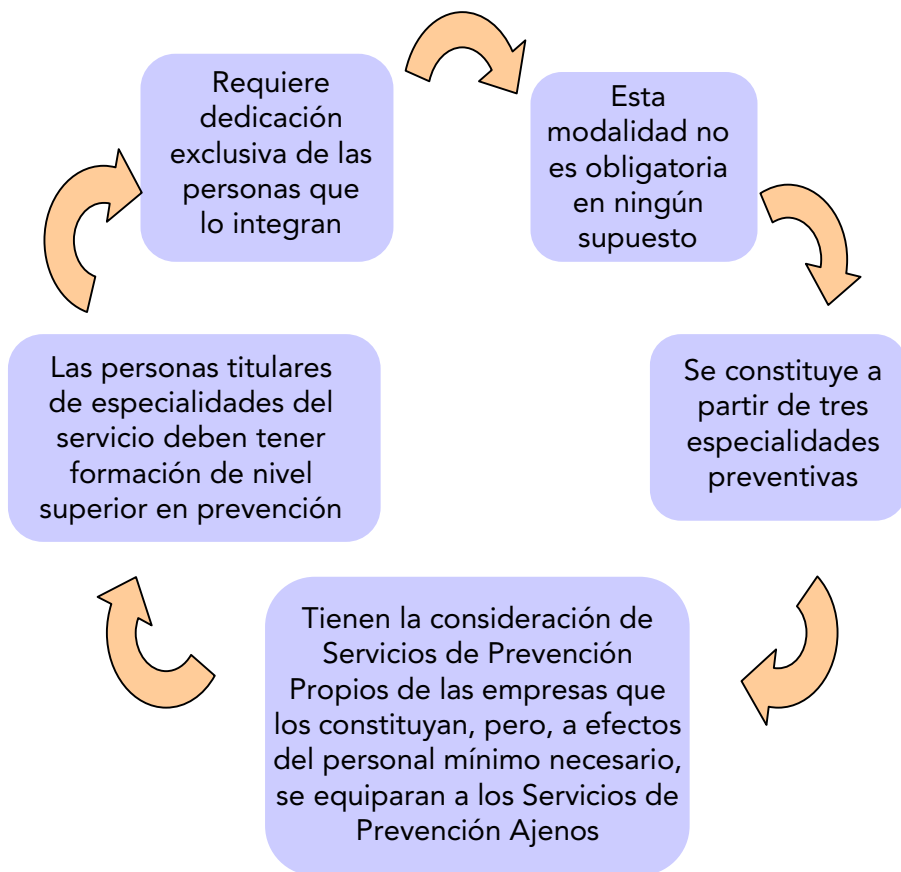 Requiere
dedicación
exclusiva de las
personas que
lo integran
Esta
modalidad no
es obligatoria
en ningún
supuesto
Se constituye a
partir de tres
especialidades
preventivas
Tienen la consideración de
Servicios de Prevención
Propios de las empresas que
los constituyan, pero, a efectos
del personal mínimo necesario,
se equiparan a los Servicios de
Prevención Ajenos
Las personas titulares
de especialidades del
servicio deben tener
formación de nivel
superior en prevención